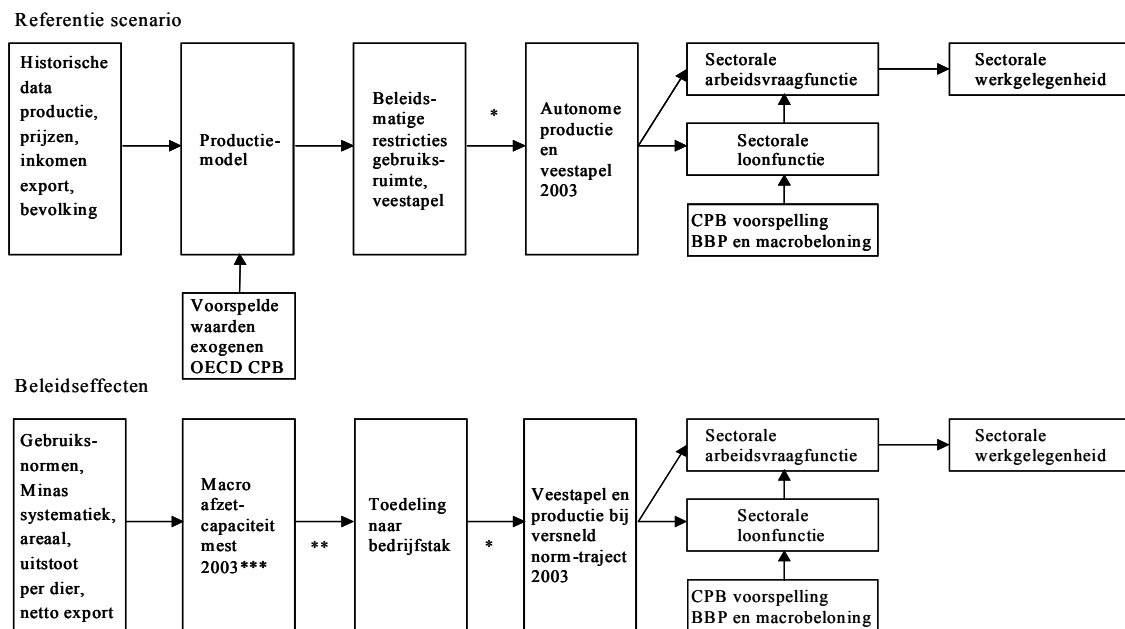 Referentie scenario
Historische
data
productie,
prijzen,
inkomen
export,
bevolking
Productie-
model
Voorspelde
waarden
exogenen
OECD CPB
Beleids-
matige
restricties
gebruiks-
ruimte,
veestapel
*
Autonome
productie
en
veestapel
2003
Sectorale
arbeidsvraagfunctie
Sectorale
loonfunctie
CPB voorspelling
BBP en macrobeloning
Sectorale
werkgelegenheid
Beleidseffecten
Gebruiks-
normen,
Minas
systematiek,
areaal,
uitstoot
per dier,
netto export
Macro
afzet-
capaciteit
mest
2003***
**
Toedeling
naar
bedrijfstak
*
Veestapel en
productie bij
versneld
norm-traject
2003
Sectorale
arbeidsvraagfunctie
Sectorale
loonfunctie
CPB voorspelling
BBP en macrobeloning
Sectorale
werkgelegenheid